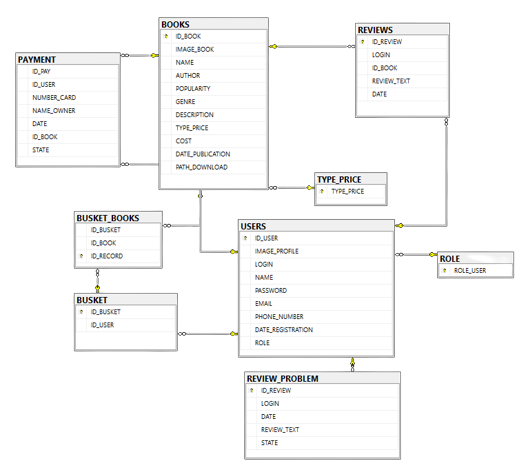 BOOKS
ID_BOOK
IMAGE_BOOK
NAME
AUTHOR
POPULARITY
GENRE
DESCRIPTION
TYPE_PRICE
COST
DATE_PUBLICATION
PATH_DOWNLOAD
REVIEWS
ID_REVIEW
LOGIN
ID_BOOK
REVIEW_TEXT
DATE
PAYMENT
ID_PAY
ID_USER
NUMBER_CARD
NAME_OWNER
DATE
ID_BOOK
STATE
TYPE_PRICE
TYPE_PRICE
BUSKET_BOOKS
ID_BUSKET
ID_BOOK
ID_RECORD
USERS
ID_USER
IMAGE_PROFILE
LOGIN
NAME
PASSWORD
EMAIL
PHONE_NUMBER
DATE_REGISTRATION
ROLE
ROLE
ROLE_USER
BUSKET
ID_BUSKET
ID_USER
REVIEW_PROBLEM
ID_REVIEW
LOGIN
DATE
REVIEW_TEXT
STATE